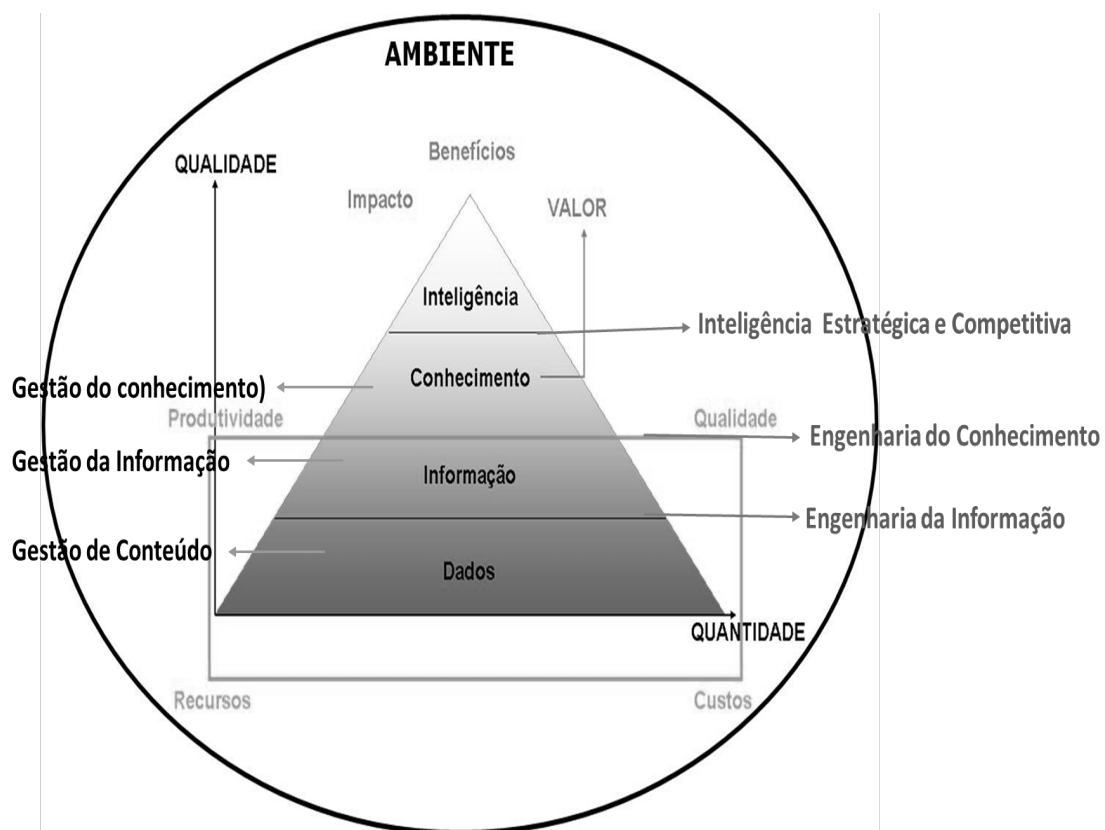 AMBIENTE
Benefícios
QUALIDADE
Impacto
VALOR
Inteligência
Inteligência Estratégica e Competitiva
Conhecimento
Gestão do conhecimento)
Produtividade
Qualidade
Engenharia do Conhecimento
Gestão da Informação
Informação
Engenharia da Informação
Gestão de Conteúdo
Dados
QUANTIDADE
Recursos
Custos